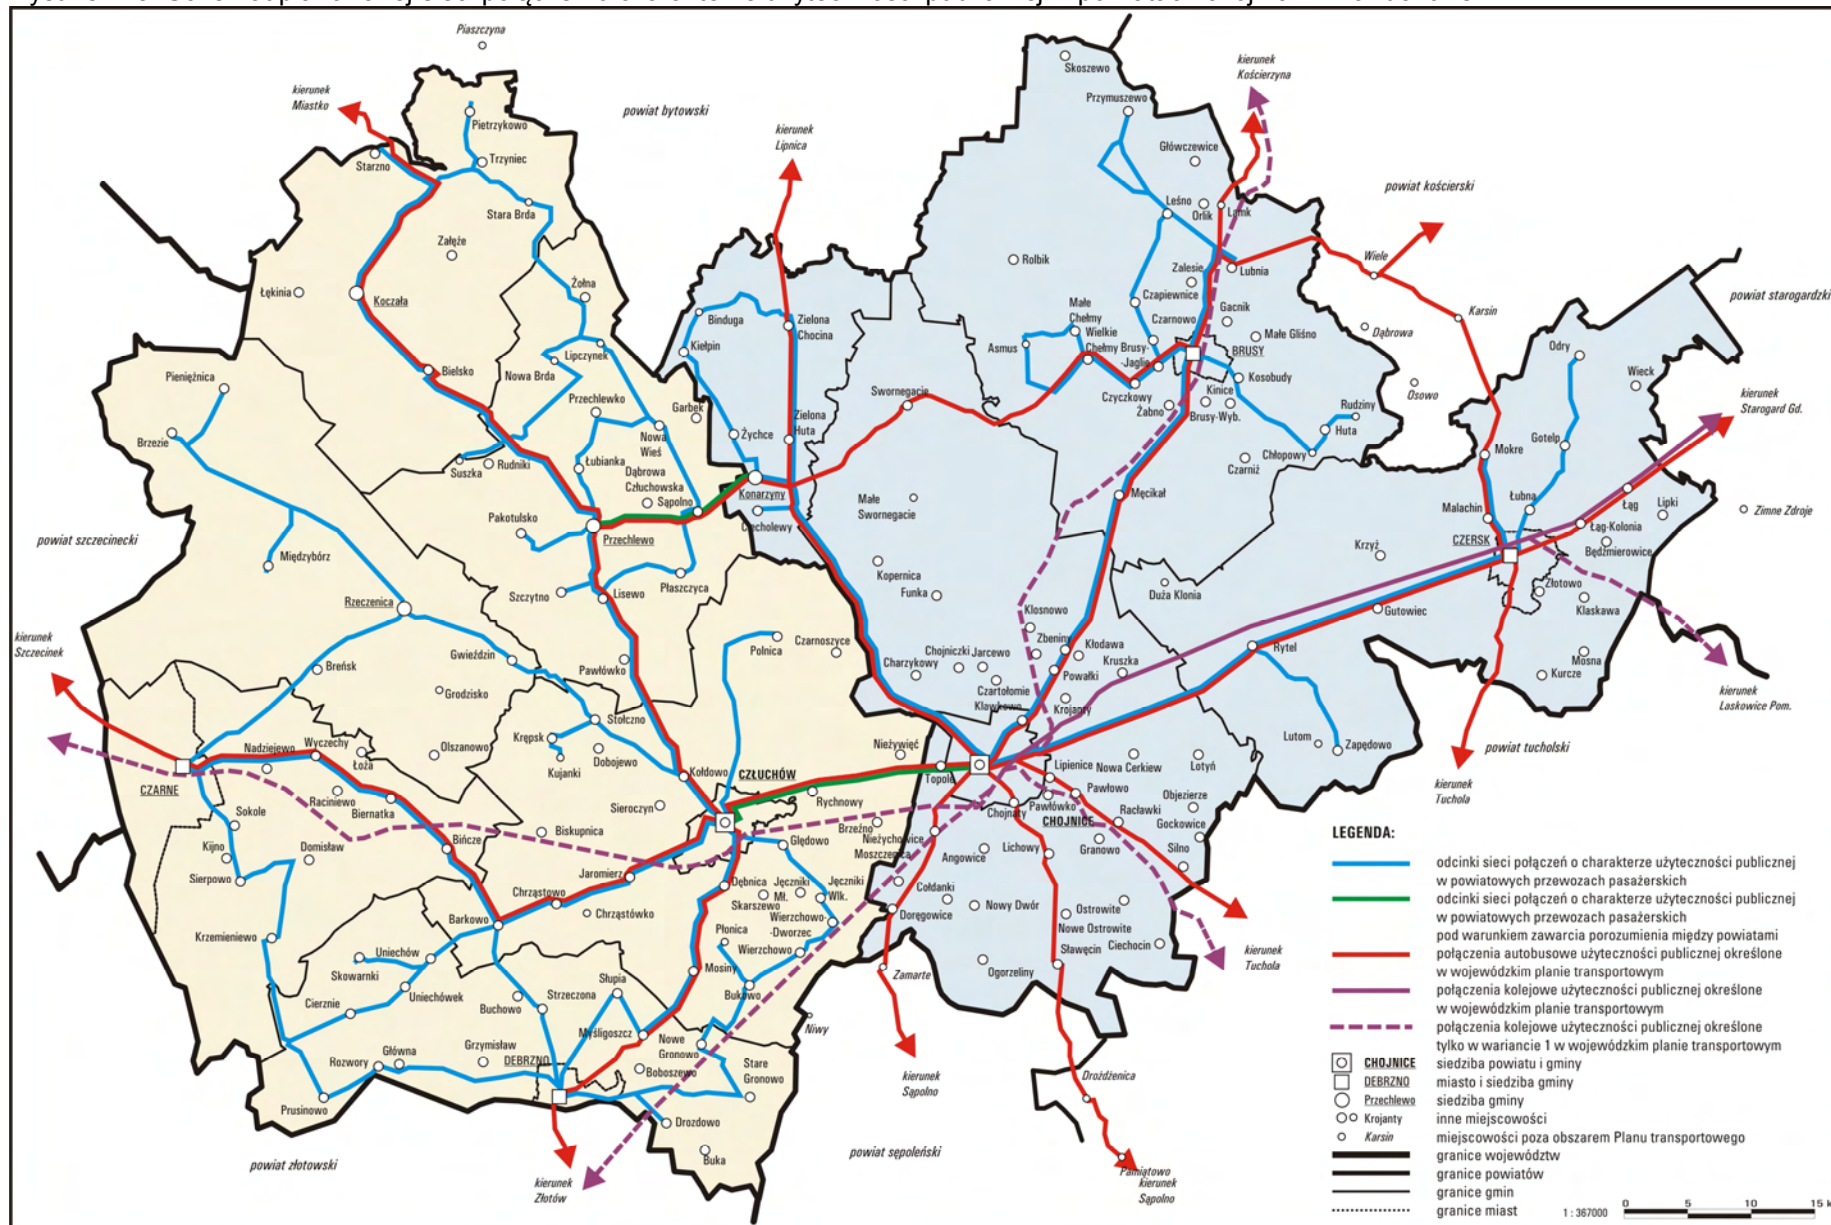 Piaszczyna
kierunek
Miastko
powiat bytowski
Pietrzykowo
Starzno
Trzyniec
Stara Brda
Załęże
Łękinia
Koczała
Żołna
Karsin
Lipczynek
Nowa Brda
Bielsko
Pieniężnica
Przechlewko
Garbek
Nowa
Wieś
Brzezie
Suszka
Rudniki
Łubianka
Dąbrowa
Człuchowska
Sąpolno
Pakotulsko
Przechlewo
powiat szczecinecki
Międzybórz
Rzeczenica
Szczytno
Lisewo
Płaszczyca
Polnica
Czarnoszyce
kierunek
Szczecinek
Breńsk
Gwieździn
Pawłówko
Grodzisko
Stołczno
Krępsk
Kujanki
Dobojewo
Nadziejewo
Wyczechy
Łoża
Olszanowo
Kołdowo
CZŁUCHÓW
Nieżywięć
CZARNE
Raciniewo
Biernatka
Sieroczyn
Rychnowy
Sokole
Kijno
Domisław
Bińcze
Biskupnica
Sierpowo
Jaromierz
Chrząstowo
Chrząstówko
Barkowo
Ględowo
Dębnica
Skarszewo
Jęczniki
Mł.
Jęczniki
Wlk.
Wierzchowo
-Dworzec
Płonica
Wierzchowo
Krzemieniewo
Uniechów
Skowarnki
Uniechówek
Ciernie
Słupia
Mosiny
Bukowo
Buchowo
Strzeczona
Myśligoszcz
Nowe
Gronowo
Niwy
Rozwory
Główna
Grzymisław
DEBRZNO
Boboszewo
Stare
Gronowo
Prusinowo
Drozdowo
Buka
powiat złotowski
kierunek
Złotów
powiat sępoleński
kierunek
Lipnica
Binduga
Kiełpin
Zielona
Chocina
Zielona
Huta
Żychce
Konarzyny
Ciecholewy
Swornegacie
Małe
Swornegacie
Kopernica
Funka
Charzykowy
Chojniczki
Jarcewo
Czartołomie
Klawkowo
Klosnowo
Zbeniny
Kłodawa
Powałki
Kruszka
Krojanty
Topole
Lipienice
Nowa Cerkiew
Lotyń
Pawłówko
Pawłowo
Racławki
Objezierze
Gockowice
Silno
Chojnaty
CHOJNICE
Granowo
Brzeźno
Nieżychowice
Moszczenica
Angowice
Lichnowy
Cołdanki
Doręgowice
Nowy Dwór
Ostrowite
Nowe Ostrowite
Sławęcin
Ciechocin
Ogorzeliny
Zamarte
kierunek
Tuchola
kierunek
Sąpolno
Drożdżenica
Pamiątowo
kierunek
Sąpolno
Skoszewo
Przymuszewo
kierunek
Kościerzyna
Główczewice
powiat kościerski
Leśno
Orlik
Lamk
Rolbik
Zalesie
Lubnia
Wiele
Karsin
powiat starogardzki
Czapiewnice
Gacnik
Małe
Chełmy
Wielkie
Chełmy
Czarnowo
Brusy-
Jaglie
Małe Gliśno
Dąbrowa
BRUSY
Asmus
Czyczkowy
Żabno
Kinice
Brusy-Wyb.
Kosobudy
Rudziny
Huta
Chłopowy
Czarniż
Osowo
Odry
Wieck
kierunek
Starogard Gd.
Męcikał
Mokre
Gotelp
Malachin
Łubna
Łąg
Lipki
Zimne Zdroje
CZERSK
Łąg-Kolonia
Będźmierowice
Krzyż
Duża Klonia
Gutowiec
Złotowo
Klaskawa
Rytel
Mosna
Kurcze
kierunek
Laskowice Pom.
Lutom
Zapędowo
powiat tucholski
kierunek
Tuchola
LEGENDA:
odcinki sieci połączeń o charakterze użyteczności publicznej
w powiatowych przewozach pasażerskich
odcinki sieci połączeń o charakterze użyteczności publicznej
w powiatowych przewozach pasażerskich
pod warunkiem zawarcia porozumienia między powiatami
połączenia autobusowe użyteczności publicznej określone
w wojewódzkim planie transportowym
połączenia kolejowe użyteczności publicznej określone
w wojewódzkim planie transportowym
połączenia kolejowe użyteczności publicznej określone
tylko w wariancie 1 w wojewódzkim planie transportowym
CHOJNICE siedziba powiatu i gminy
DEBRZNO miasto i siedziba gminy
Przechlewo siedziba gminy
Krojanty inne miejscowości
Karsin miejscowości poza obszarem Planu transportowego
granice województw
granice powiatów
granice gmin
granice miast
1 : 367000
0 5 10 15 k